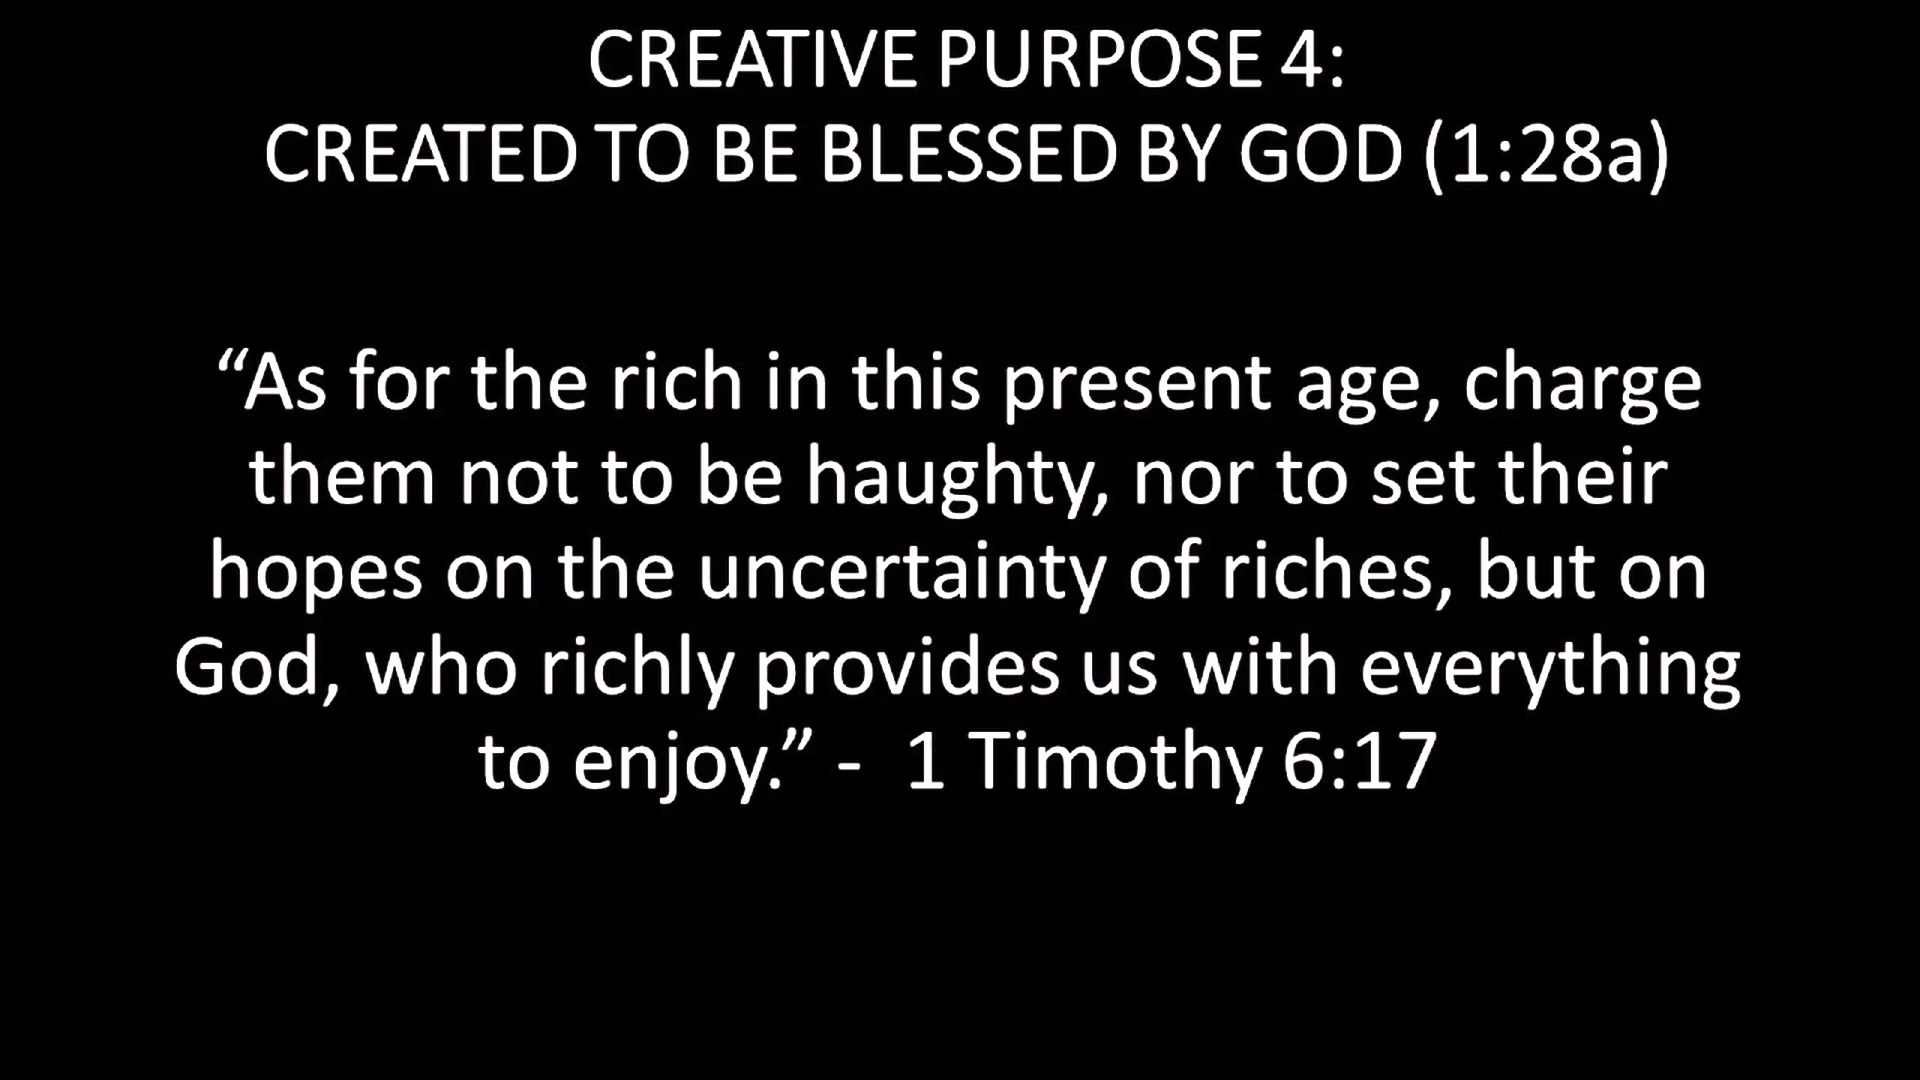 CREATIVE PURPOSE 4:
CREATED TO BE BLESSED BY GOD (1:28a)
“As for the rich in this present age, charge
them not to be haughty, nor to set their
hopes on the uncertainty of riches, but on
God, who richly provides us with everything
to enjoy.” -  1 Timothy 6:17